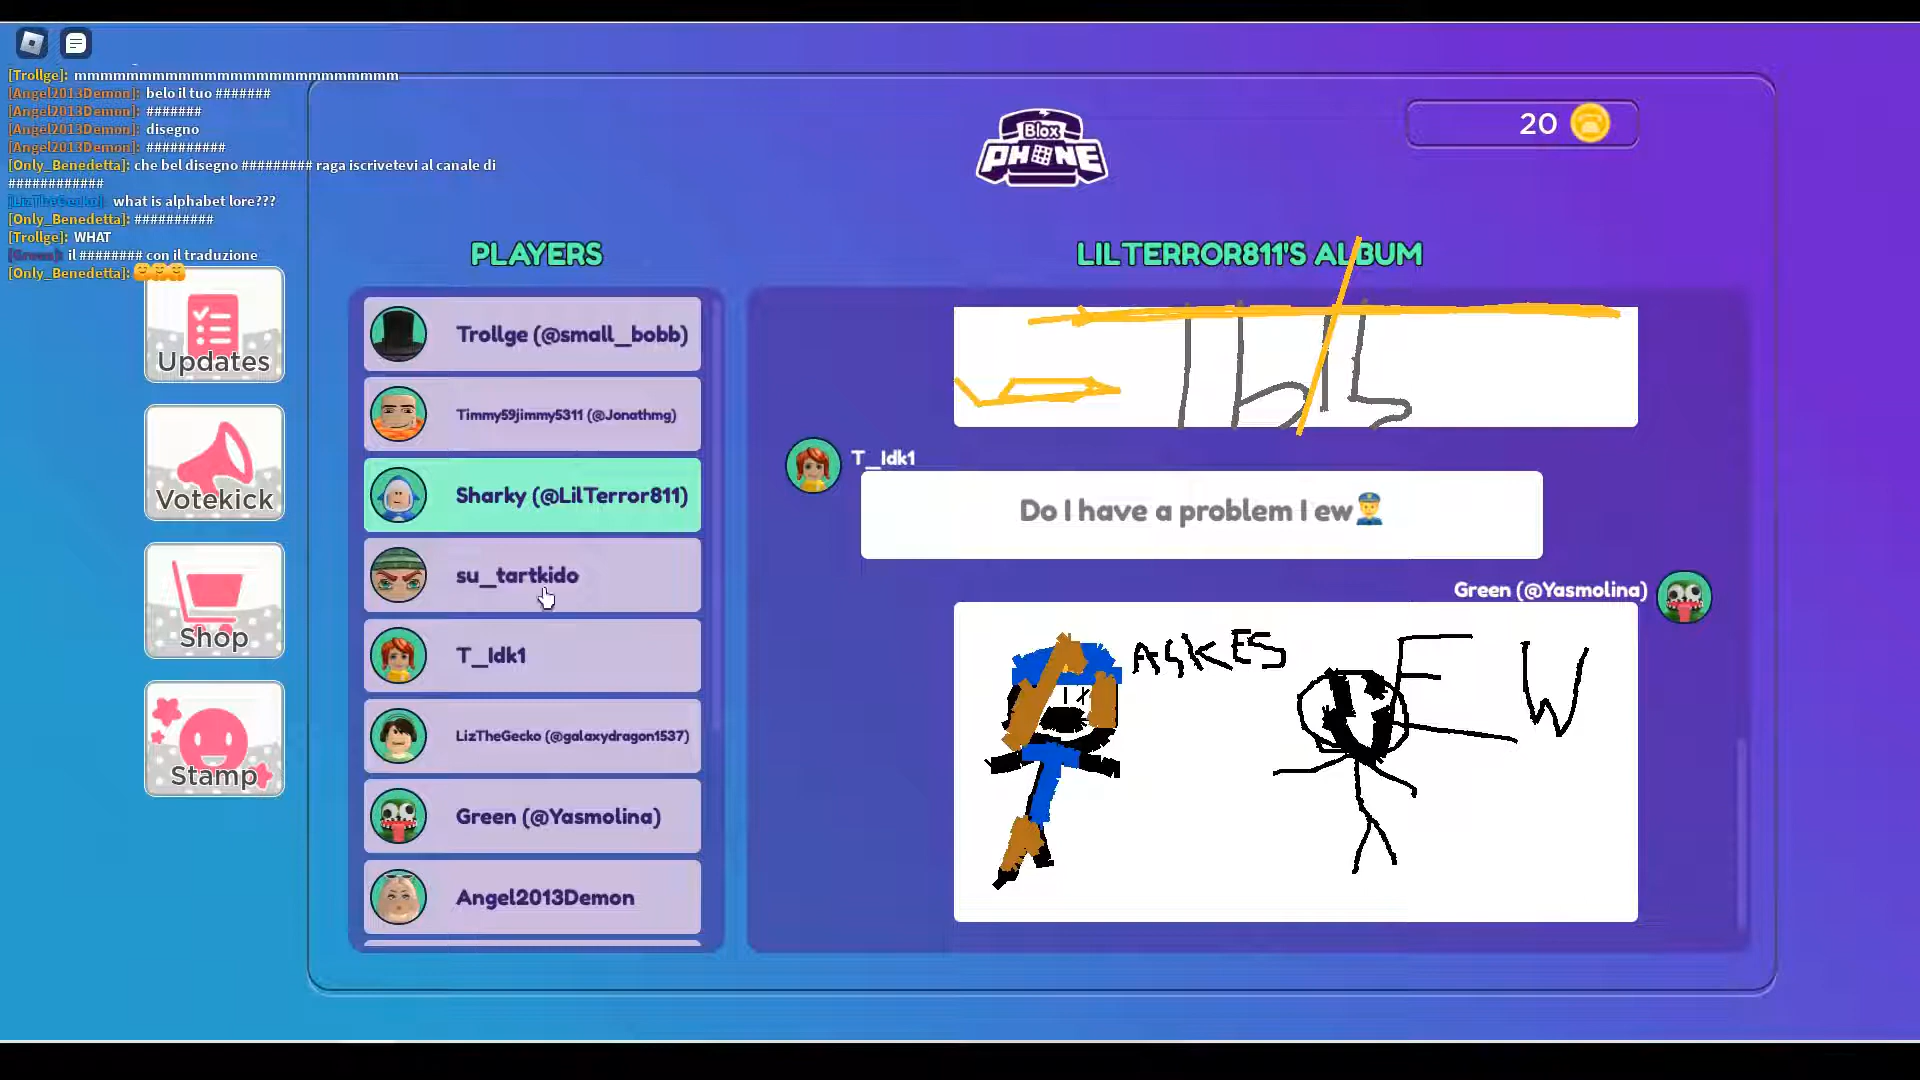 [Trollge]: mmmmmmmmmmmmmmmmmmmmmmmmm
[Angel2013Demon]: belo il tuo #######
[Angel2013Demon]: #######
[Angel2013Demon]: disegno
[Angel2013Demon]: ##########
[Only_Benedetta]: che bel disegno ######### raga iscrivetevi al canale di
############
[LizTheGecko]: what is alphabet lore???
[Only_Benedetta]: ##########
[Trollge]: WHAT
[Green]: il ######## con il traduzione
[Only_Benedetta]: 🤗🤗🤗
Updates
Votekick
Shop
Stamp
Blox
PHONE
20
PLAYERS
Trollge (@small_bobb)
Timmy59jimmy5311 (@Jonathmg)
Sharky (@LilTerror811)
su_tartkido
T_Idk1
LizTheGecko (@galaxydragon1537)
Green (@Yasmolina)
Angel2013Demon
LILTERROR811'S ALBUM
T_Idk1
Do I have a problem I ew👮
Green (@Yasmolina)
ASKES
EW